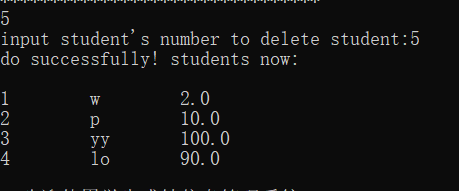 5
input student's number to delete student:5
do successfully! students now:
1 w 2.0
2 p 10.0
3 yy 100.0
4 lo 90.0